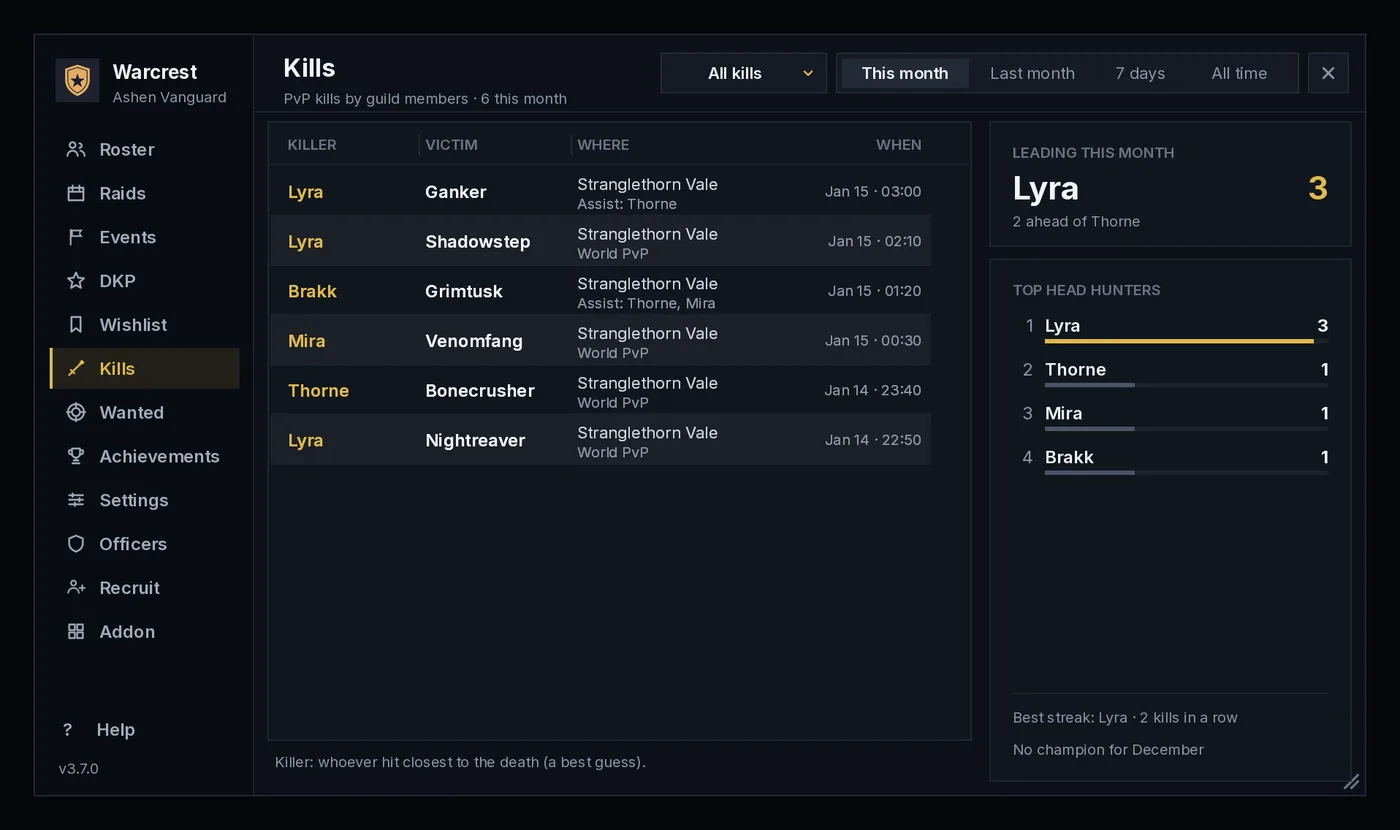 Warcrest
Ashen Vanguard
Roster
Raids
Events
DKP
Wishlist
Kills
Wanted
Achievements
Settings
Officers
Recruit
Addon
? Help
v3.7.0
Kills
PvP kills by guild members · 6 this month
All kills
This month Last month 7 days All time
KILLER VICTIM WHERE WHEN
Lyra Ganker Stranglethorn Vale Jan 15 · 03:00
Assist: Thorne
Lyra Shadowstep Stranglethorn Vale Jan 15 · 02:10
World PvP
Brakk Grimtusk Stranglethorn Vale Jan 15 · 01:20
Assist: Thorne, Mira
Mira Venomfang Stranglethorn Vale Jan 15 · 00:30
World PvP
Thorne Bonecrusher Stranglethorn Vale Jan 14 · 23:40
World PvP
Lyra Nightreaver Stranglethorn Vale Jan 14 · 22:50
World PvP
Killer: whoever hit closest to the death (a best guess).
LEADING THIS MONTH
Lyra 3
2 ahead of Thorne
TOP HEAD HUNTERS
1 Lyra 3
2 Thorne 1
3 Mira 1
4 Brakk 1
Best streak: Lyra · 2 kills in a row
No champion for December